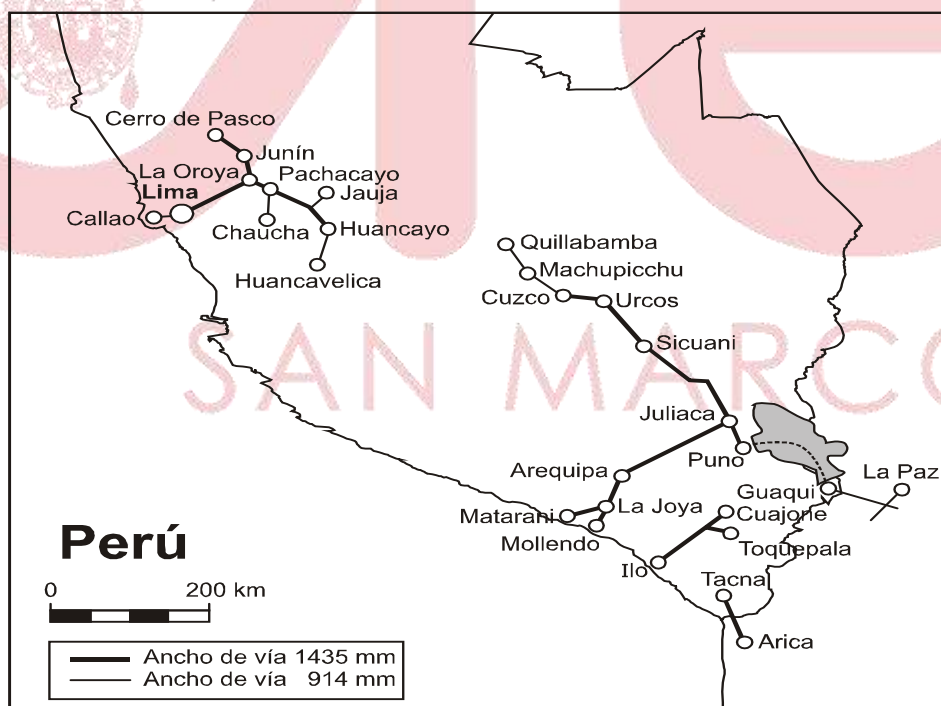 Cerro de Pasco
Junín
La Oroya
Pachacayo
Lima
Jauja
Callao
Chaucha
Huancayo
Huancavelica
Quillabamba
Machupicchu
Cuzco
Urcos
Sicuani
SAN MARCO
Juliaca
Puno
Arequipa
La Paz
Guaqui
Matarani
La Joya
Cuajone
Mollendo
Toquepala
Ilo
Tacna
Arica
Perú
0 200 km
Ancho de vía 1435 mm
Ancho de vía 914 mm